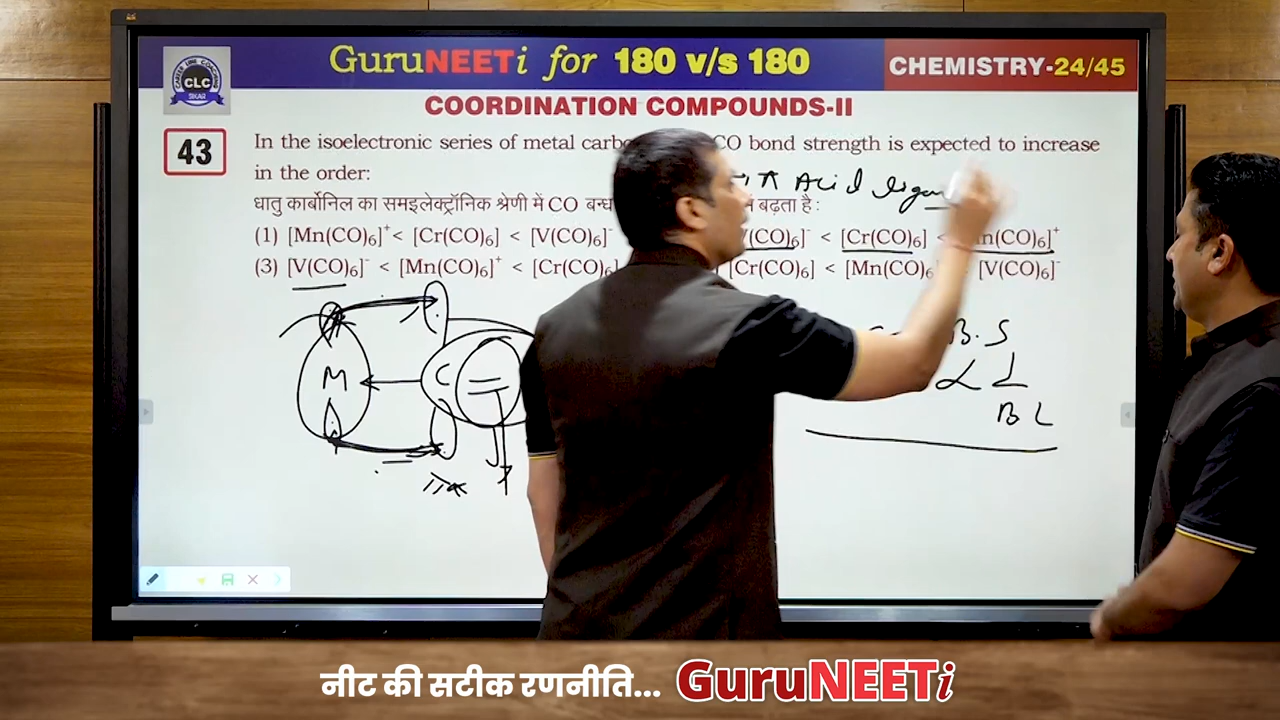 GuruNEETi for 180 v/s 180
CHEMISTRY-24/45
CLC
SIKAR
COORDINATION COMPOUNDS-II
43
In the isoelectronic series of metal CO bond strength is expected to increase
in the order:
धातु कार्बोनिल का समइलेक्ट्रॉनिक श्रेणी में CO बढ़ता है :
π Acid
(1) [Mn(CO)₆]⁺ < [Cr(CO)₆] < [V(CO)₆]⁻
(CO)₆]⁻ < [Cr(CO)₆] (CO)₆]⁺
(3) [V(CO)₆]⁻ < [Mn(CO)₆]⁺ < [Cr(CO)₆
[Cr(CO)₆] < [Mn(CO)₆ [V(CO)₆]⁻
B.S
α 1
BL
M
C
π*
नीट की सटीक रणनीति... GuruNEETi